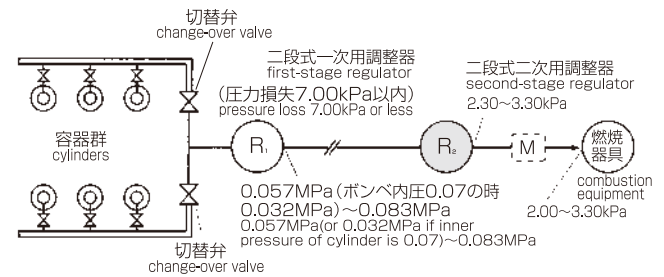 切替弁
change-over valve
二段式一次用調整器
first-stage regulator
(圧力損失7.00kPa以内)
pressure loss 7.00kPa or less
二段式二次用調整器
second-stage regulator
2.30~3.30kPa
容器群
cylinders
R₁
R₂
M
燃焼
器具
combustion
equipment
2.00~3.30kPa
0.057MPa(ボンベ内圧0.07の時
0.032MPa)~0.083MPa
0.057MPa(or 0.032MPa if inner
pressure of cylinder is 0.07)~0.083MPa
切替弁
change-over valve